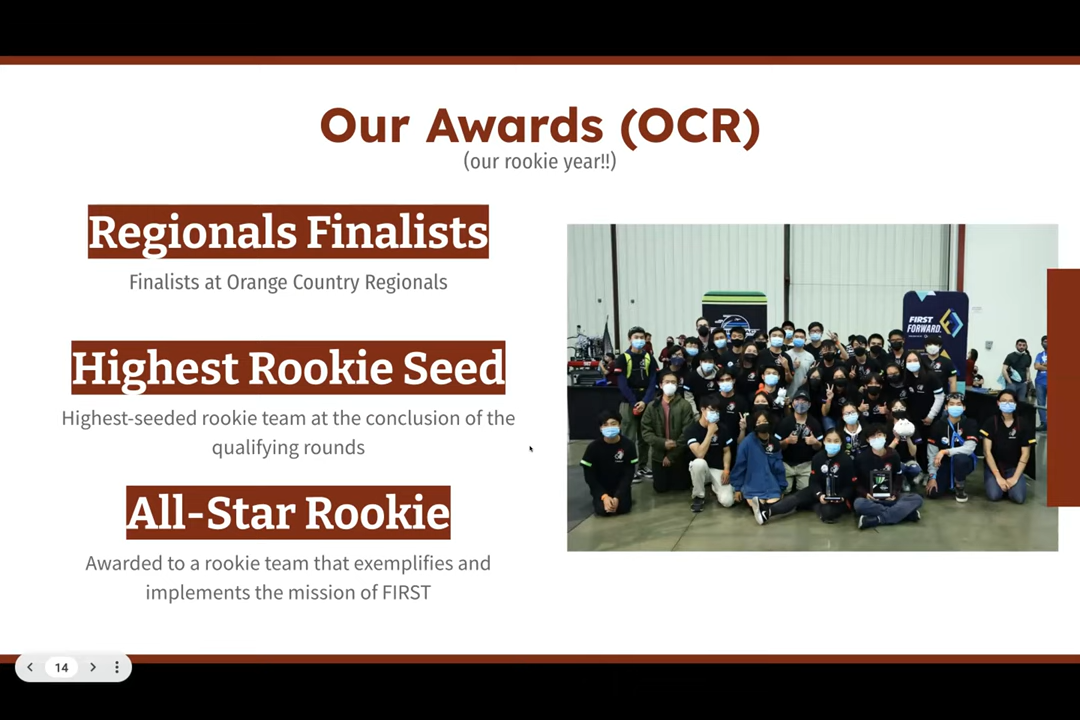 Our Awards (OCR)
(our rookie year!!)
Regionals Finalists
Finalists at Orange Country Regionals
Highest Rookie Seed
Highest-seeded rookie team at the conclusion of the
qualifying rounds
All-Star Rookie
Awarded to a rookie team that exemplifies and
implements the mission of FIRST
FIRST
FORWARD
14